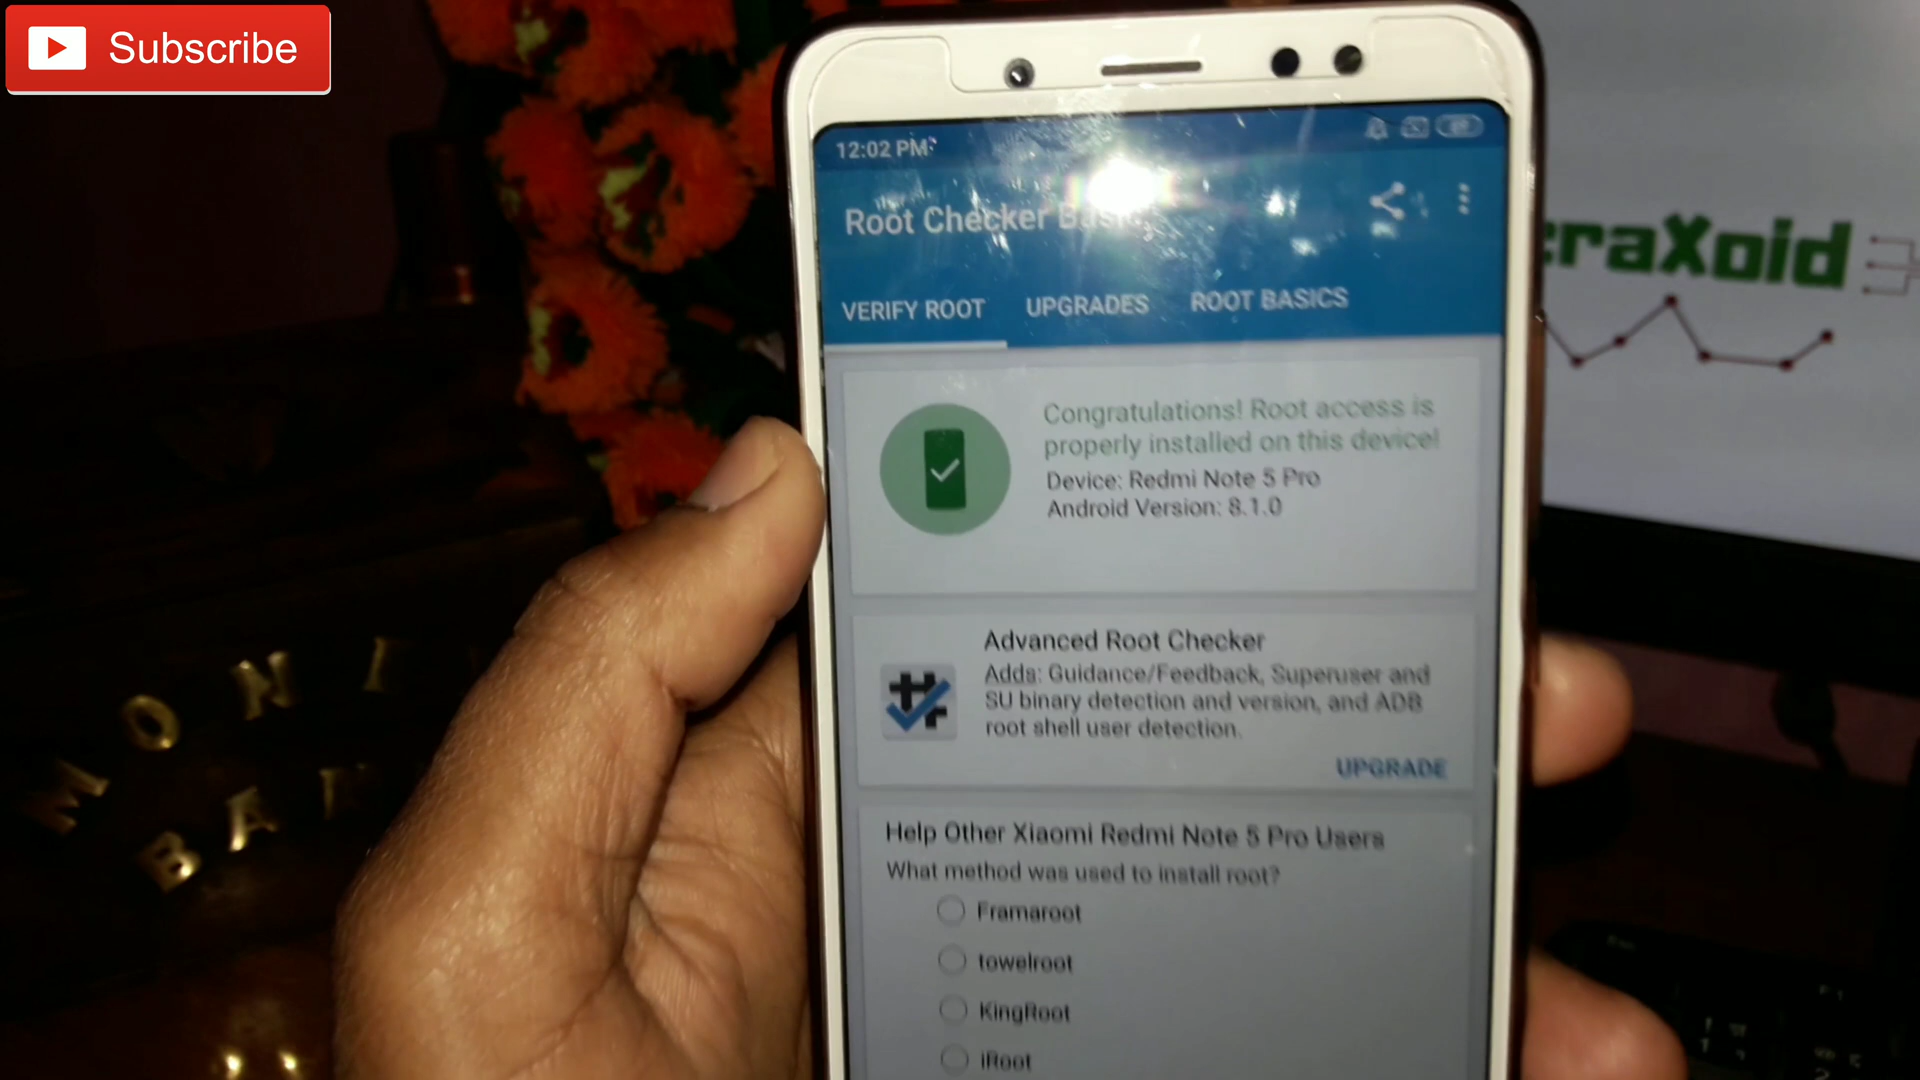 Subscribe
12:02 PM
Root Checker Basic
VERIFY ROOT UPGRADES ROOT BASICS
Congratulations! Root access is
properly installed on this device!
Device: Redmi Note 5 Pro
Android Version: 8.1.0
Advanced Root Checker
Adds: Guidance/Feedback, Superuser and
SU binary detection and version, and ADB
root shell user detection.
UPGRADE
Help Other Xiaomi Redmi Note 5 Pro Users
What method was used to install root?
Framaroot
towelroot
KingRoot
iRoot
raXoid
MONI
BA